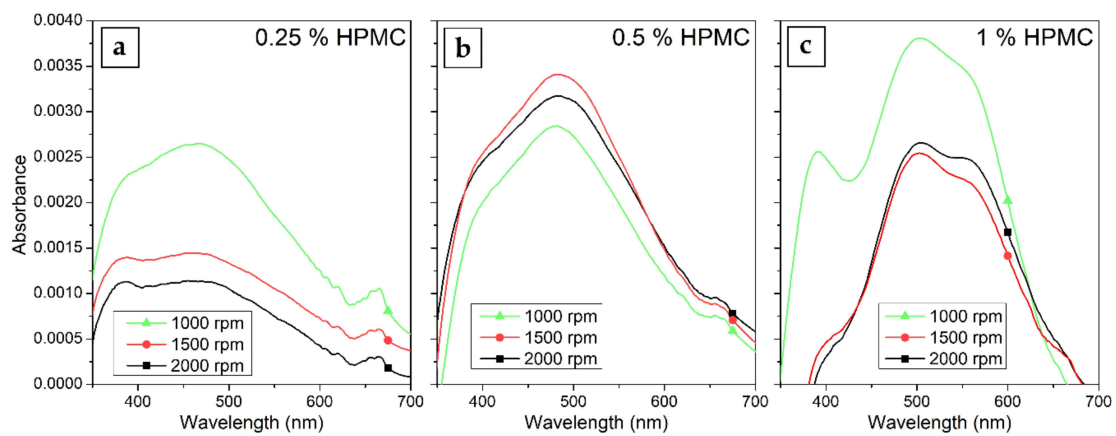 a
0.25 % HPMC
b
0.5 % HPMC
c
1 % HPMC
0.0040
0.0035
0.0030
0.0025
0.0020
0.0015
0.0010
0.0005
0.0000
Absorbance
1000 rpm
1500 rpm
2000 rpm
1000 rpm
1500 rpm
2000 rpm
1000 rpm
1500 rpm
2000 rpm
400 500 600 700
400 500 600 700
400 500 600 700
Wavelength (nm)
Wavelength (nm)
Wavelength (nm)